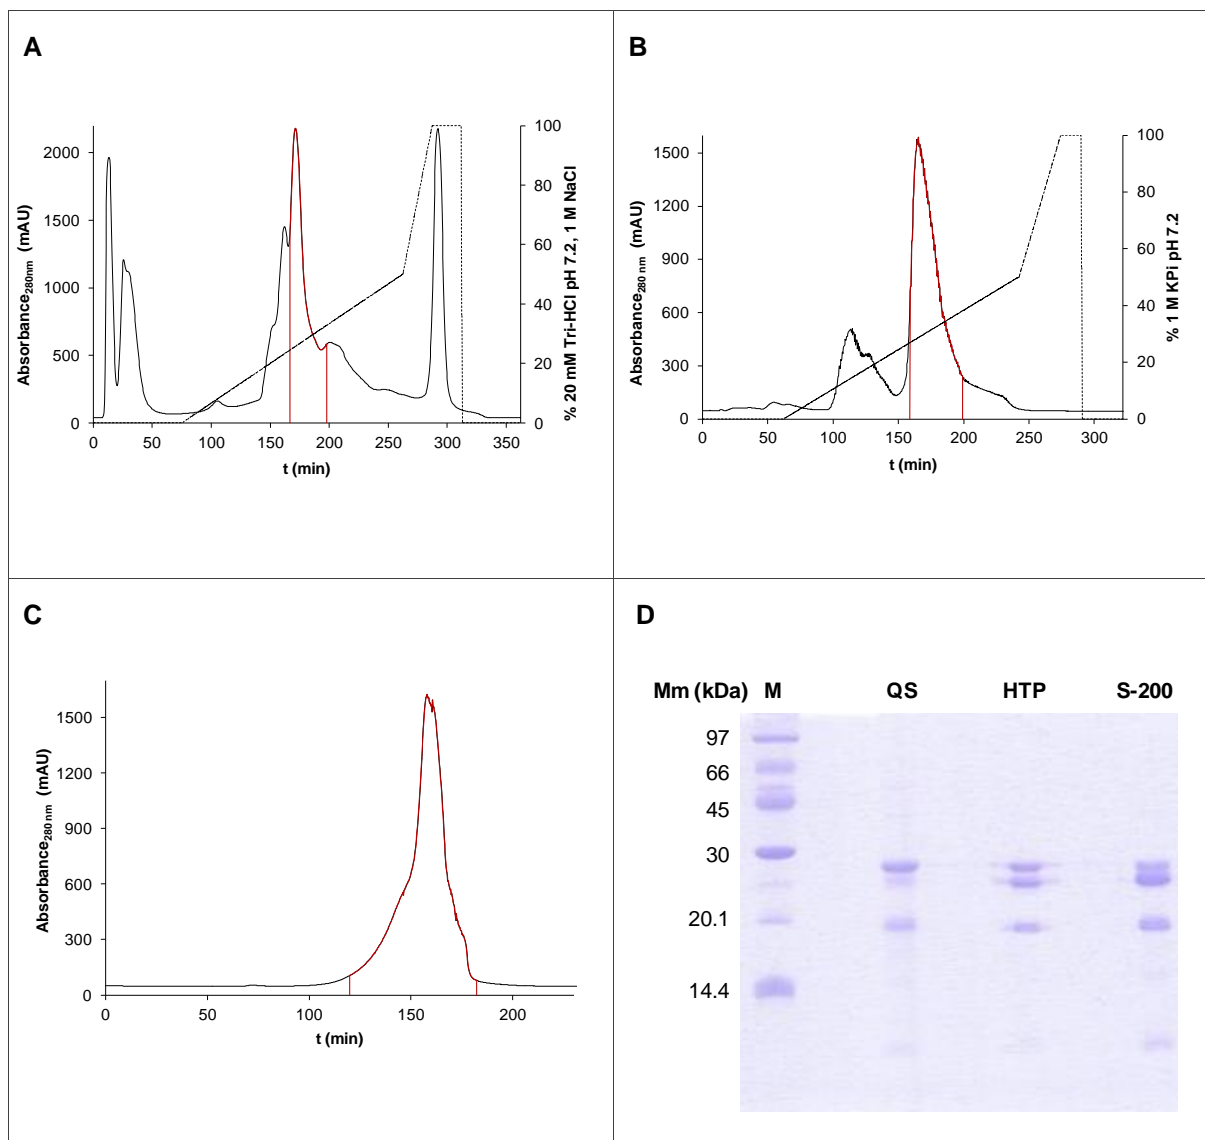 A
Absorbance280nm (mAU)
2000
1500
1000
500
0
100
80
60
40
20
0
% 20 mM Tri-HCl pH 7.2, 1 M NaCl
0 50 100 150 200 250 300 350
t (min)
B
Absorbance280 nm (mAU)
1500
1200
900
600
300
0
100
80
60
40
20
0
% 1 M KPi pH 7.2
0 50 100 150 200 250 300
t (min)
C
Absorbance280 nm (mAU)
1500
1200
900
600
300
0
0 50 100 150 200
t (min)
D
Mm (kDa) M QS HTP S-200
97
66
45
30
20.1
14.4